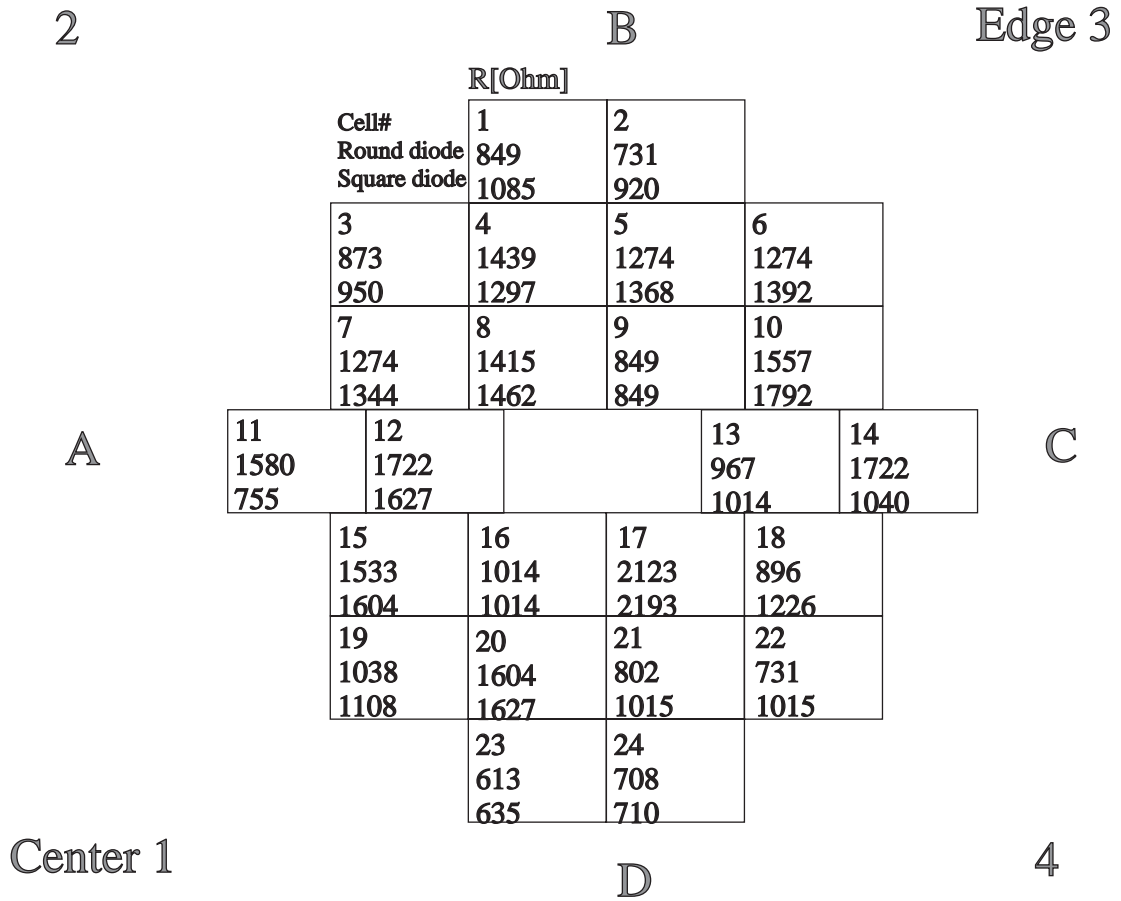 2 B Edge 3
R[Ohm]
Cell# 1 2
Round diode 849 731
Square diode 1085 920
3 4 5 6
873 1439 1274 1274
950 1297 1368 1392
7 8 9 10
1274 1415 849 1557
1344 1462 849 1792
11 12 13 14
1580 1722 967 1722
755 1627 1014 1040
A C
15 16 17 18
1533 1014 2123 896
1604 1014 2193 1226
19 20 21 22
1038 1604 802 731
1108 1627 1015 1015
23 24
613 708
635 710
Center 1 D 4